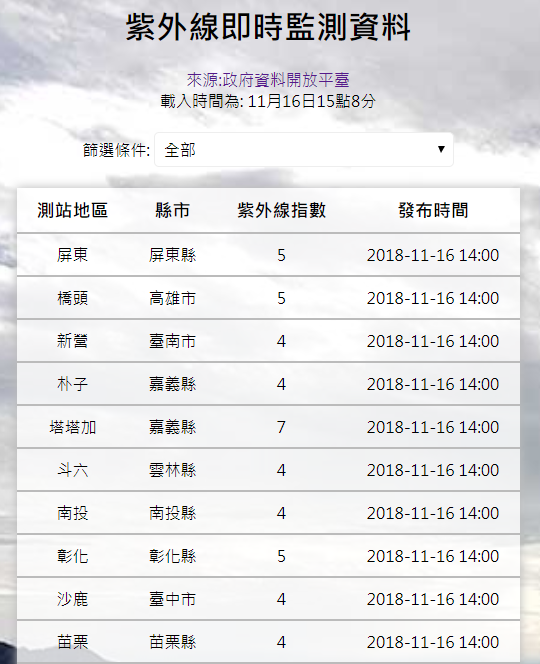 紫外線即時監測資料
來源:政府資料開放平臺
載入時間為: 11月16日15點8分
篩選條件: 全部
測站地區 縣市 紫外線指數 發布時間
屏東 屏東縣 5 2018-11-16 14:00
橋頭 高雄市 5 2018-11-16 14:00
新營 臺南市 4 2018-11-16 14:00
朴子 嘉義縣 4 2018-11-16 14:00
塔塔加 嘉義縣 7 2018-11-16 14:00
斗六 雲林縣 4 2018-11-16 14:00
南投 南投縣 4 2018-11-16 14:00
彰化 彰化縣 5 2018-11-16 14:00
沙鹿 臺中市 4 2018-11-16 14:00
苗栗 苗栗縣 4 2018-11-16 14:00